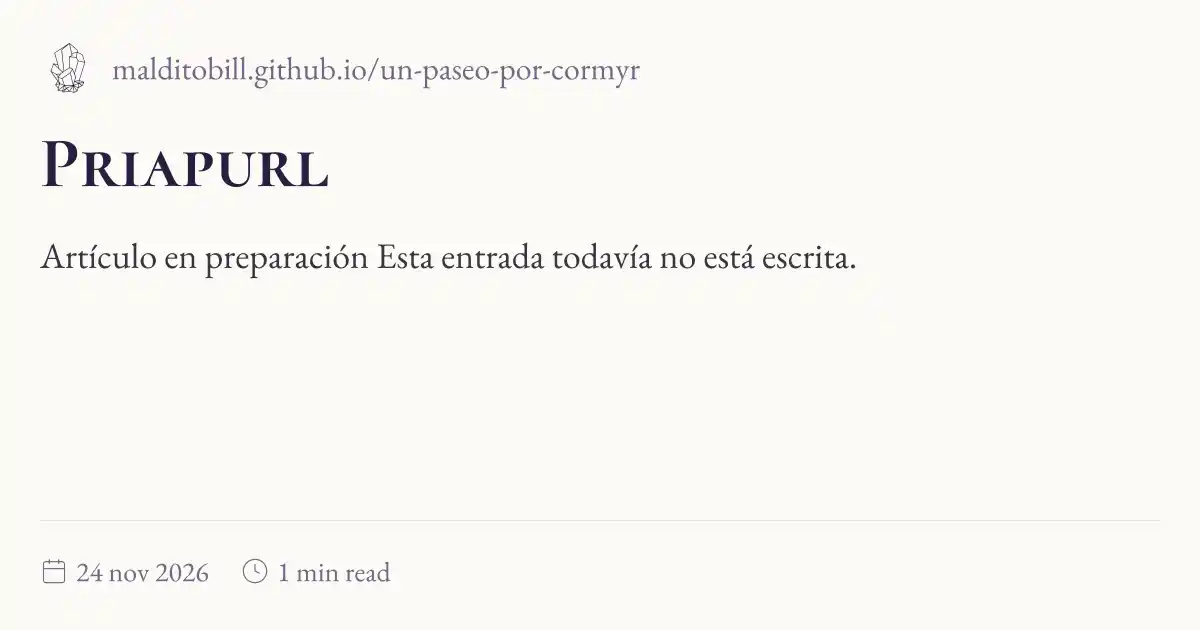 malditobill.github.io/un-paseo-por-cormyr
Priapurl
Artículo en preparación Esta entrada todavía no está escrita.
24 nov 2026 1 min read